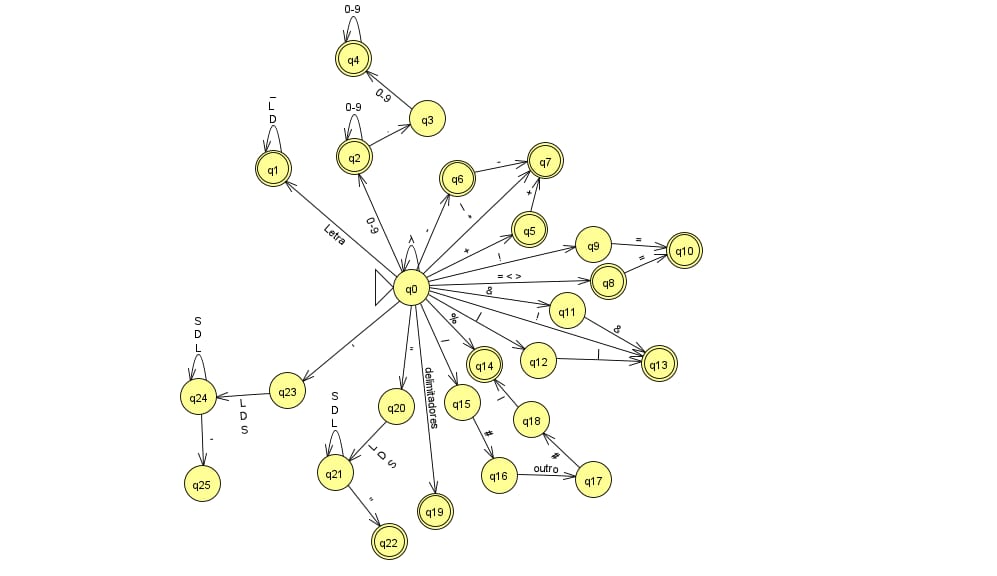 0-9
q4
0-9
q3
_
L
D
0-9
q1
q2
.
q6
-
q7
Letra
0-9
-
/
*
+
q5
λ
+
!
q9
=
q10
q0
= < >
q8
=
&
q11
&
!
%
|
q12
|
q13
q14
/
S
D
L
'
"
delimitadores
q23
q24
L
D
S
q20
q15
/
q18
S
D
L
L
D
S
#
#
'
q21
q16
outro
q17
q25
"
q19
q22